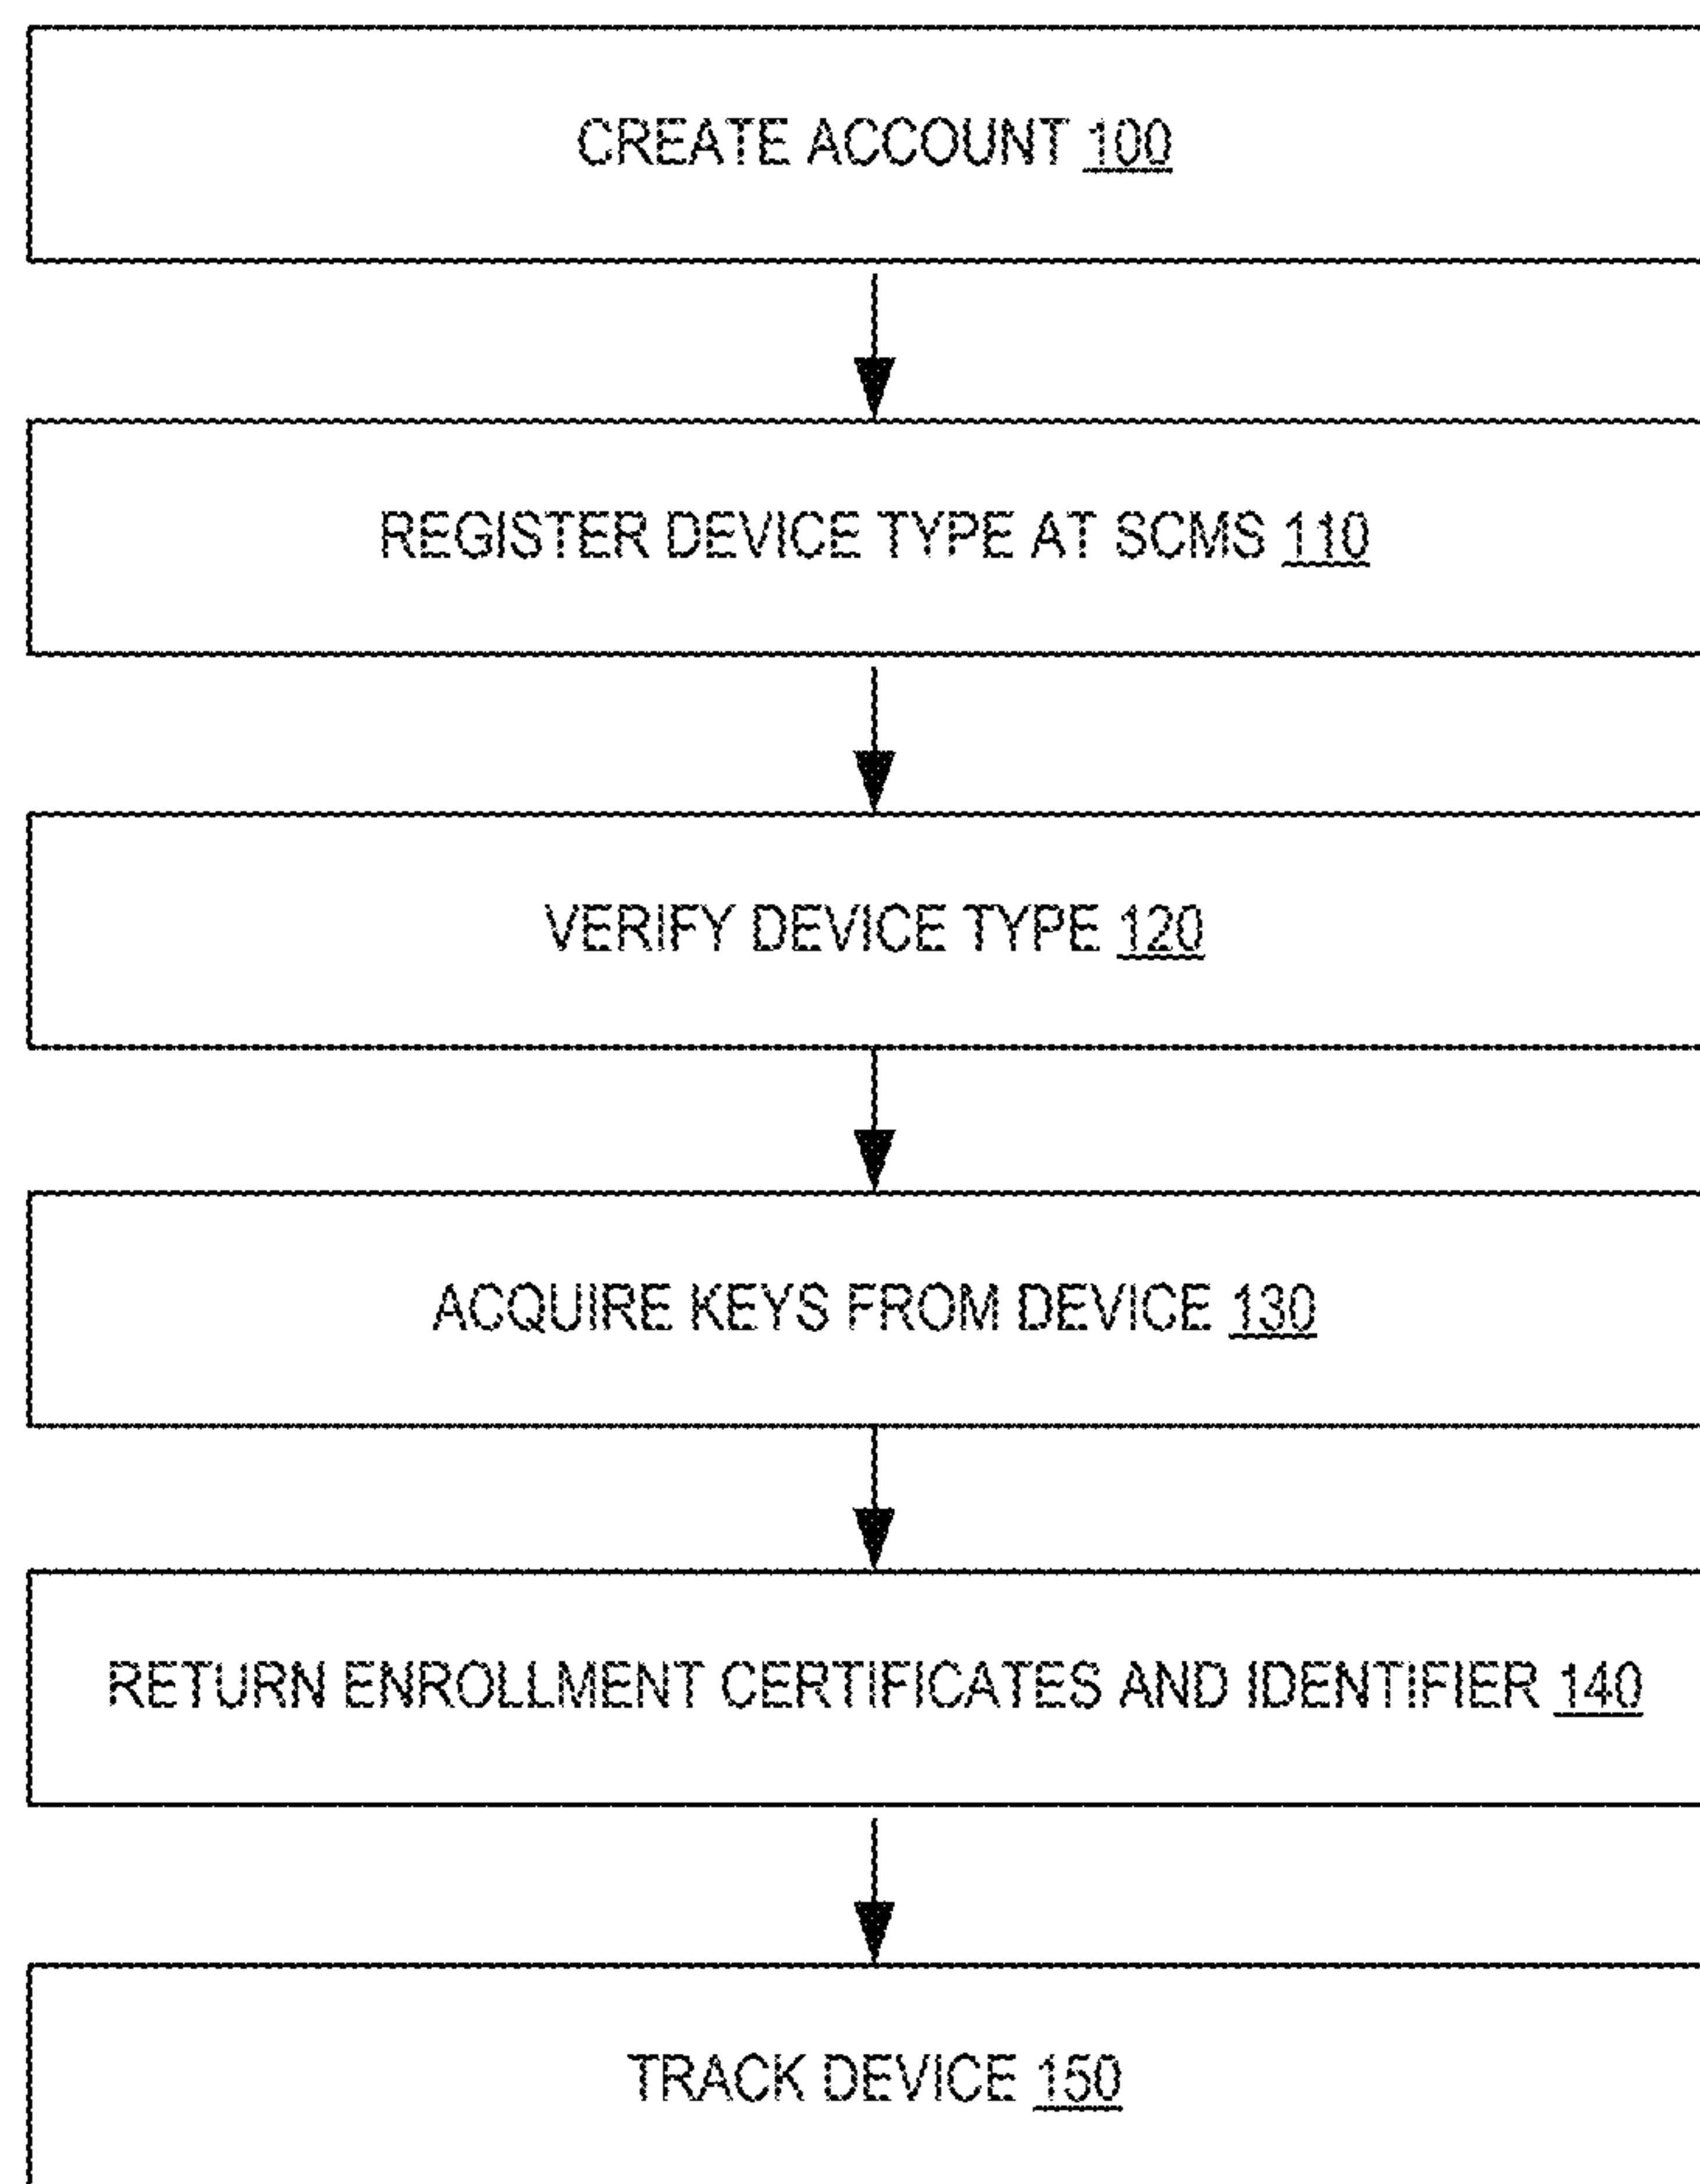 CREATE ACCOUNT 100
REGISTER DEVICE TYPE AT SCMS 110
VERIFY DEVICE TYPE 120
ACQUIRE KEYS FROM DEVICE 130
RETURN ENROLLMENT CERTIFICATES AND IDENTIFIER 140
TRACK DEVICE 150